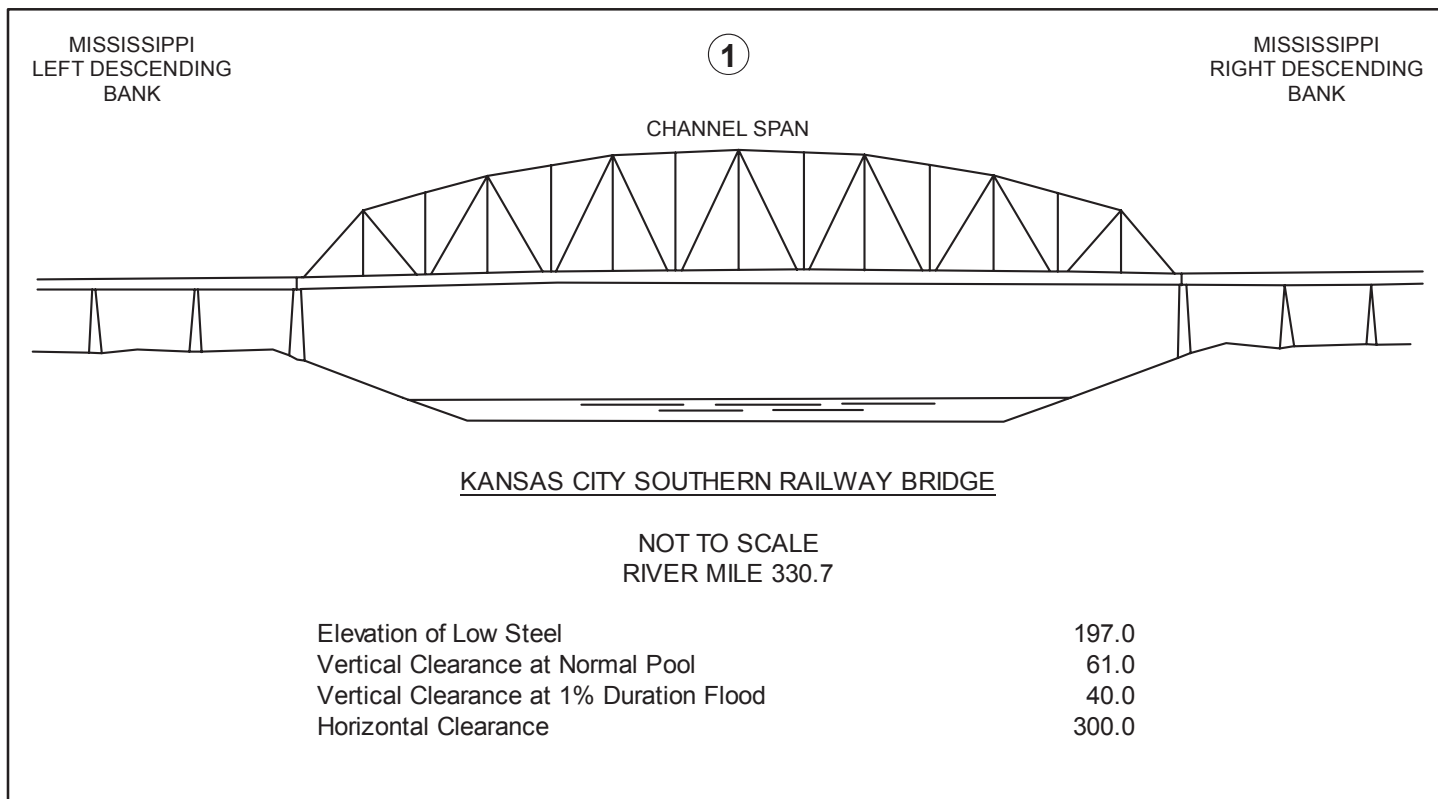 MISSISSIPPI
LEFT DESCENDING
BANK
1
MISSISSIPPI
RIGHT DESCENDING
BANK
CHANNEL SPAN
KANSAS CITY SOUTHERN RAILWAY BRIDGE
NOT TO SCALE
RIVER MILE 330.7
Elevation of Low Steel 197.0
Vertical Clearance at Normal Pool 61.0
Vertical Clearance at 1% Duration Flood 40.0
Horizontal Clearance 300.0